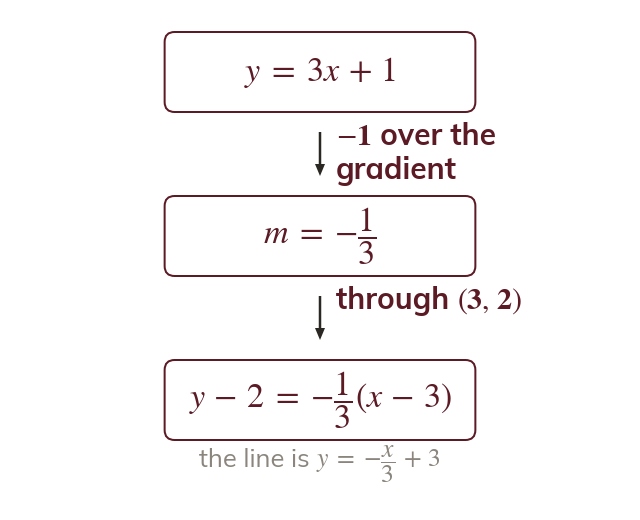 y = 3x + 1
−1 over the
gradient
m = −1/3
through (3, 2)
y − 2 = −1/3(x − 3)
the line is y = −x/3 + 3